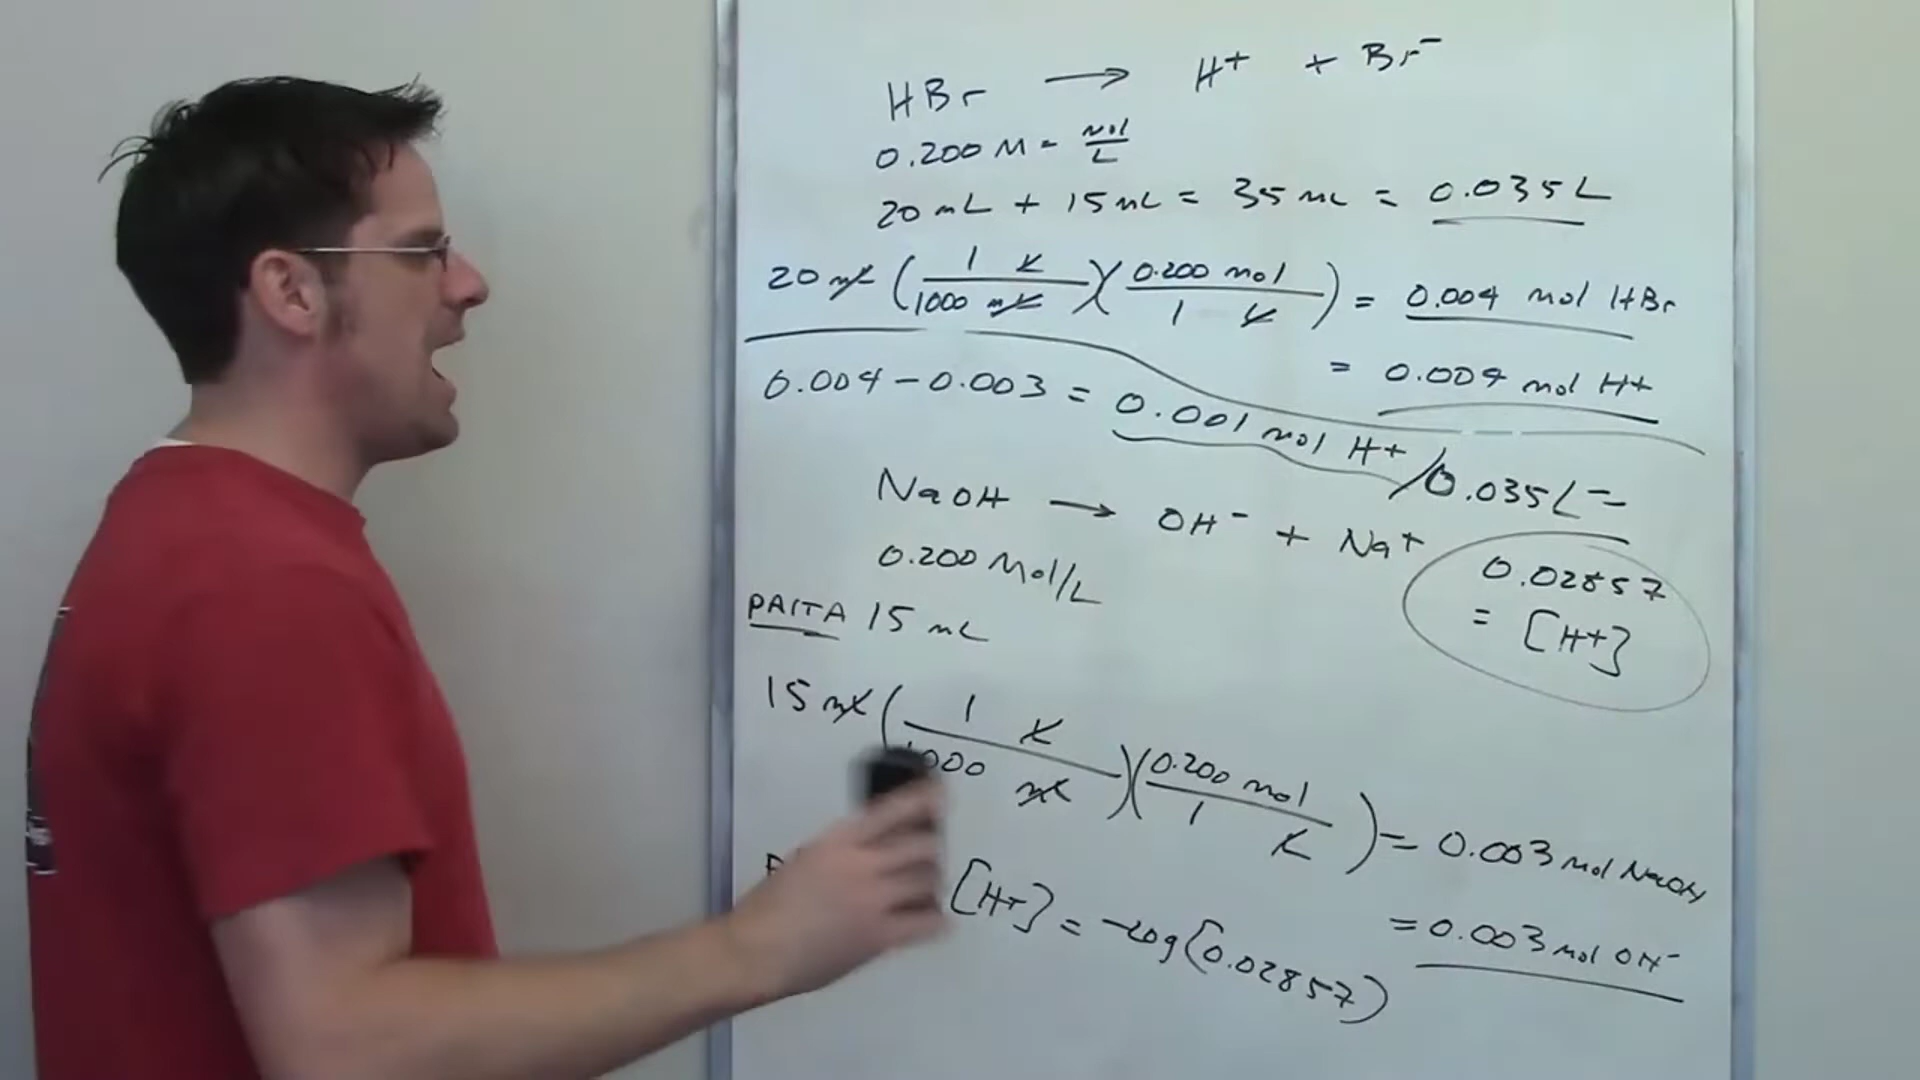 HBr → H+ + Br-
0.200 M = mol/L
20 mL + 15 mL = 35 mL = 0.035L
20 mL (1 L/1000 mL)(0.200 mol/1 L) = 0.004 mol HBr
= 0.004 mol H+
0.004 - 0.003 = 0.001 mol H+/0.035L =
0.02857
= [H+]
NaOH → OH- + Na+
0.200 Mol/L
PARTA 15 mL
15 mL (1 L/1000 mL)(0.200 mol/1 L) = 0.003 mol NaOH
= 0.003 mol OH-
[H+] = -log(0.02857)